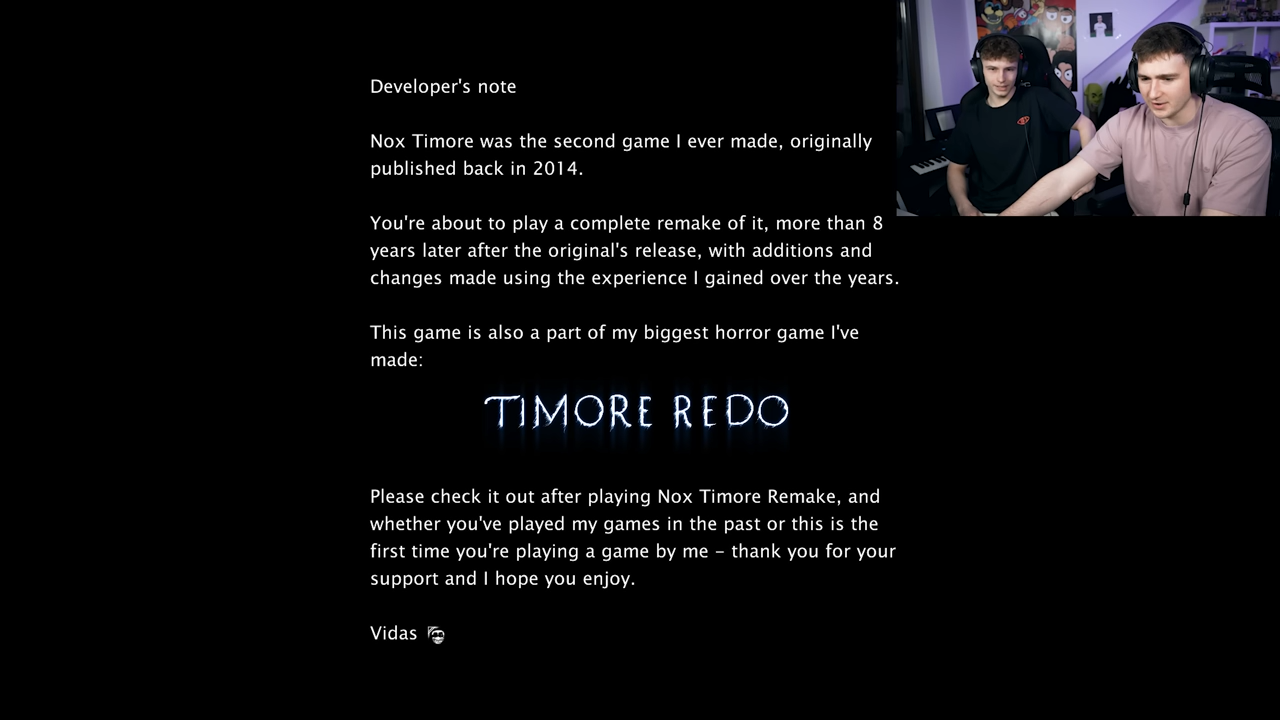 Developer's note
Nox Timore was the second game I ever made, originally
published back in 2014.
You're about to play a complete remake of it, more than 8
years later after the original's release, with additions and
changes made using the experience I gained over the years.
This game is also a part of my biggest horror game I've
made:
TIMORE REDO
Please check it out after playing Nox Timore Remake, and
whether you've played my games in the past or this is the
first time you're playing a game by me – thank you for your
support and I hope you enjoy.
Vidas